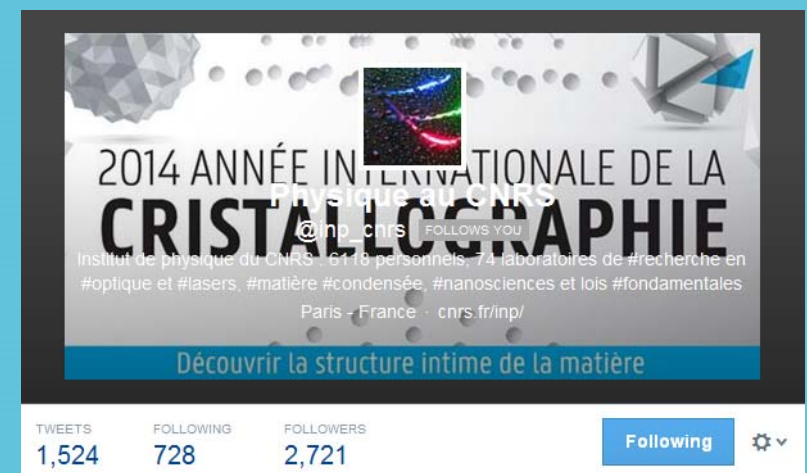 2014 ANNÉE INTERNATIONALE DE LA
CRISTALLOGRAPHIE
Physique au CNRS
@inp_cnrs FOLLOWS YOU
Institut de physique du CNRS : 6118 personnels, 74 laboratoires de #recherche en
#optique et #lasers, #matière #condensée, #nanosciences et lois #fondamentales
Paris - France · cnrs.fr/inp/
Découvrir la structure intime de la matière
TWEETS FOLLOWING FOLLOWERS
1,524 728 2,721
Following